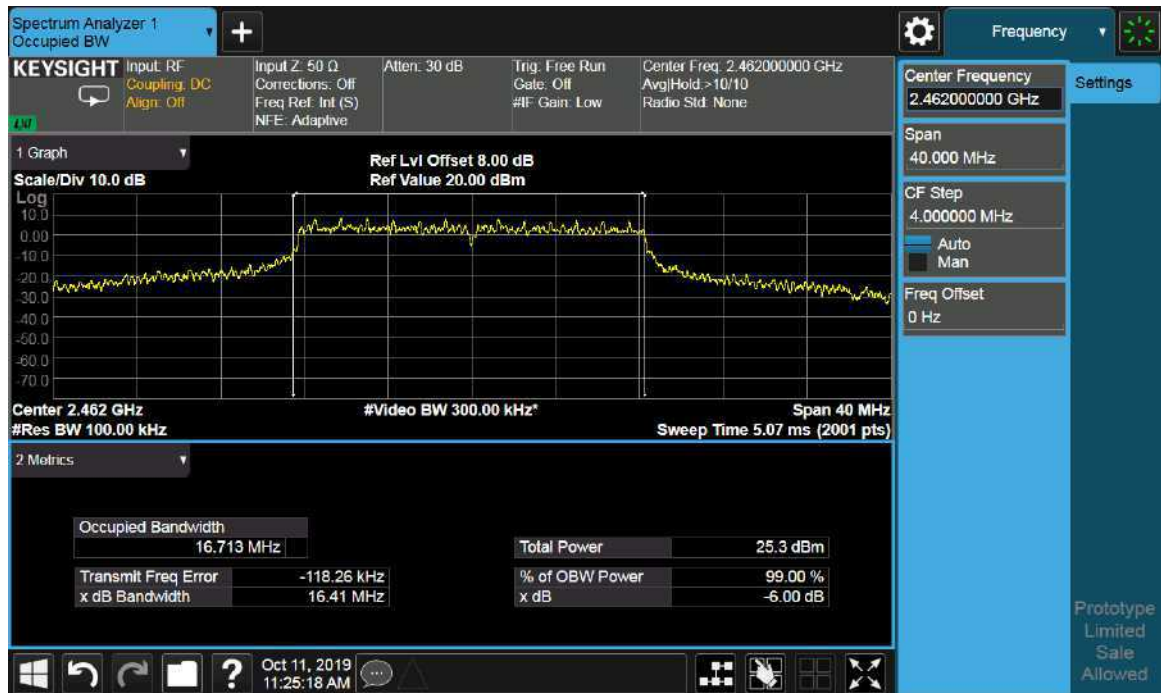 Spectrum Analyzer 1
Occupied BW
+
Frequency
KEYSIGHT
Input: RF
Coupling: DC
Align: Off
Input Z: 50 Ω
Corrections: Off
Freq Ref: Int (S)
NFE: Adaptive
Atten: 30 dB
Trig: Free Run
Gate: Off
#IF Gain: Low
Center Freq: 2.462000000 GHz
Avg|Hold:>10/10
Radio Std: None
LXI
Center Frequency
2.462000000 GHz
Settings
Span
40.000 MHz
CF Step
4.000000 MHz
Auto
Man
Freq Offset
0 Hz
1 Graph
Scale/Div 10.0 dB
Ref Lvl Offset 8.00 dB
Ref Value 20.00 dBm
Log
10.0
0.00
-10.0
-20.0
-30.0
-40.0
-50.0
-60.0
-70.0
Center 2.462 GHz
#Video BW 300.00 kHz*
Span 40 MHz
#Res BW 100.00 kHz
Sweep Time 5.07 ms (2001 pts)
2 Metrics
Occupied Bandwidth
16.713 MHz
Total Power 25.3 dBm
Transmit Freq Error -118.26 kHz
% of OBW Power 99.00 %
x dB Bandwidth 16.41 MHz
x dB -6.00 dB
Prototype
Limited
Sale
Allowed
?
Oct 11, 2019
11:25:18 AM